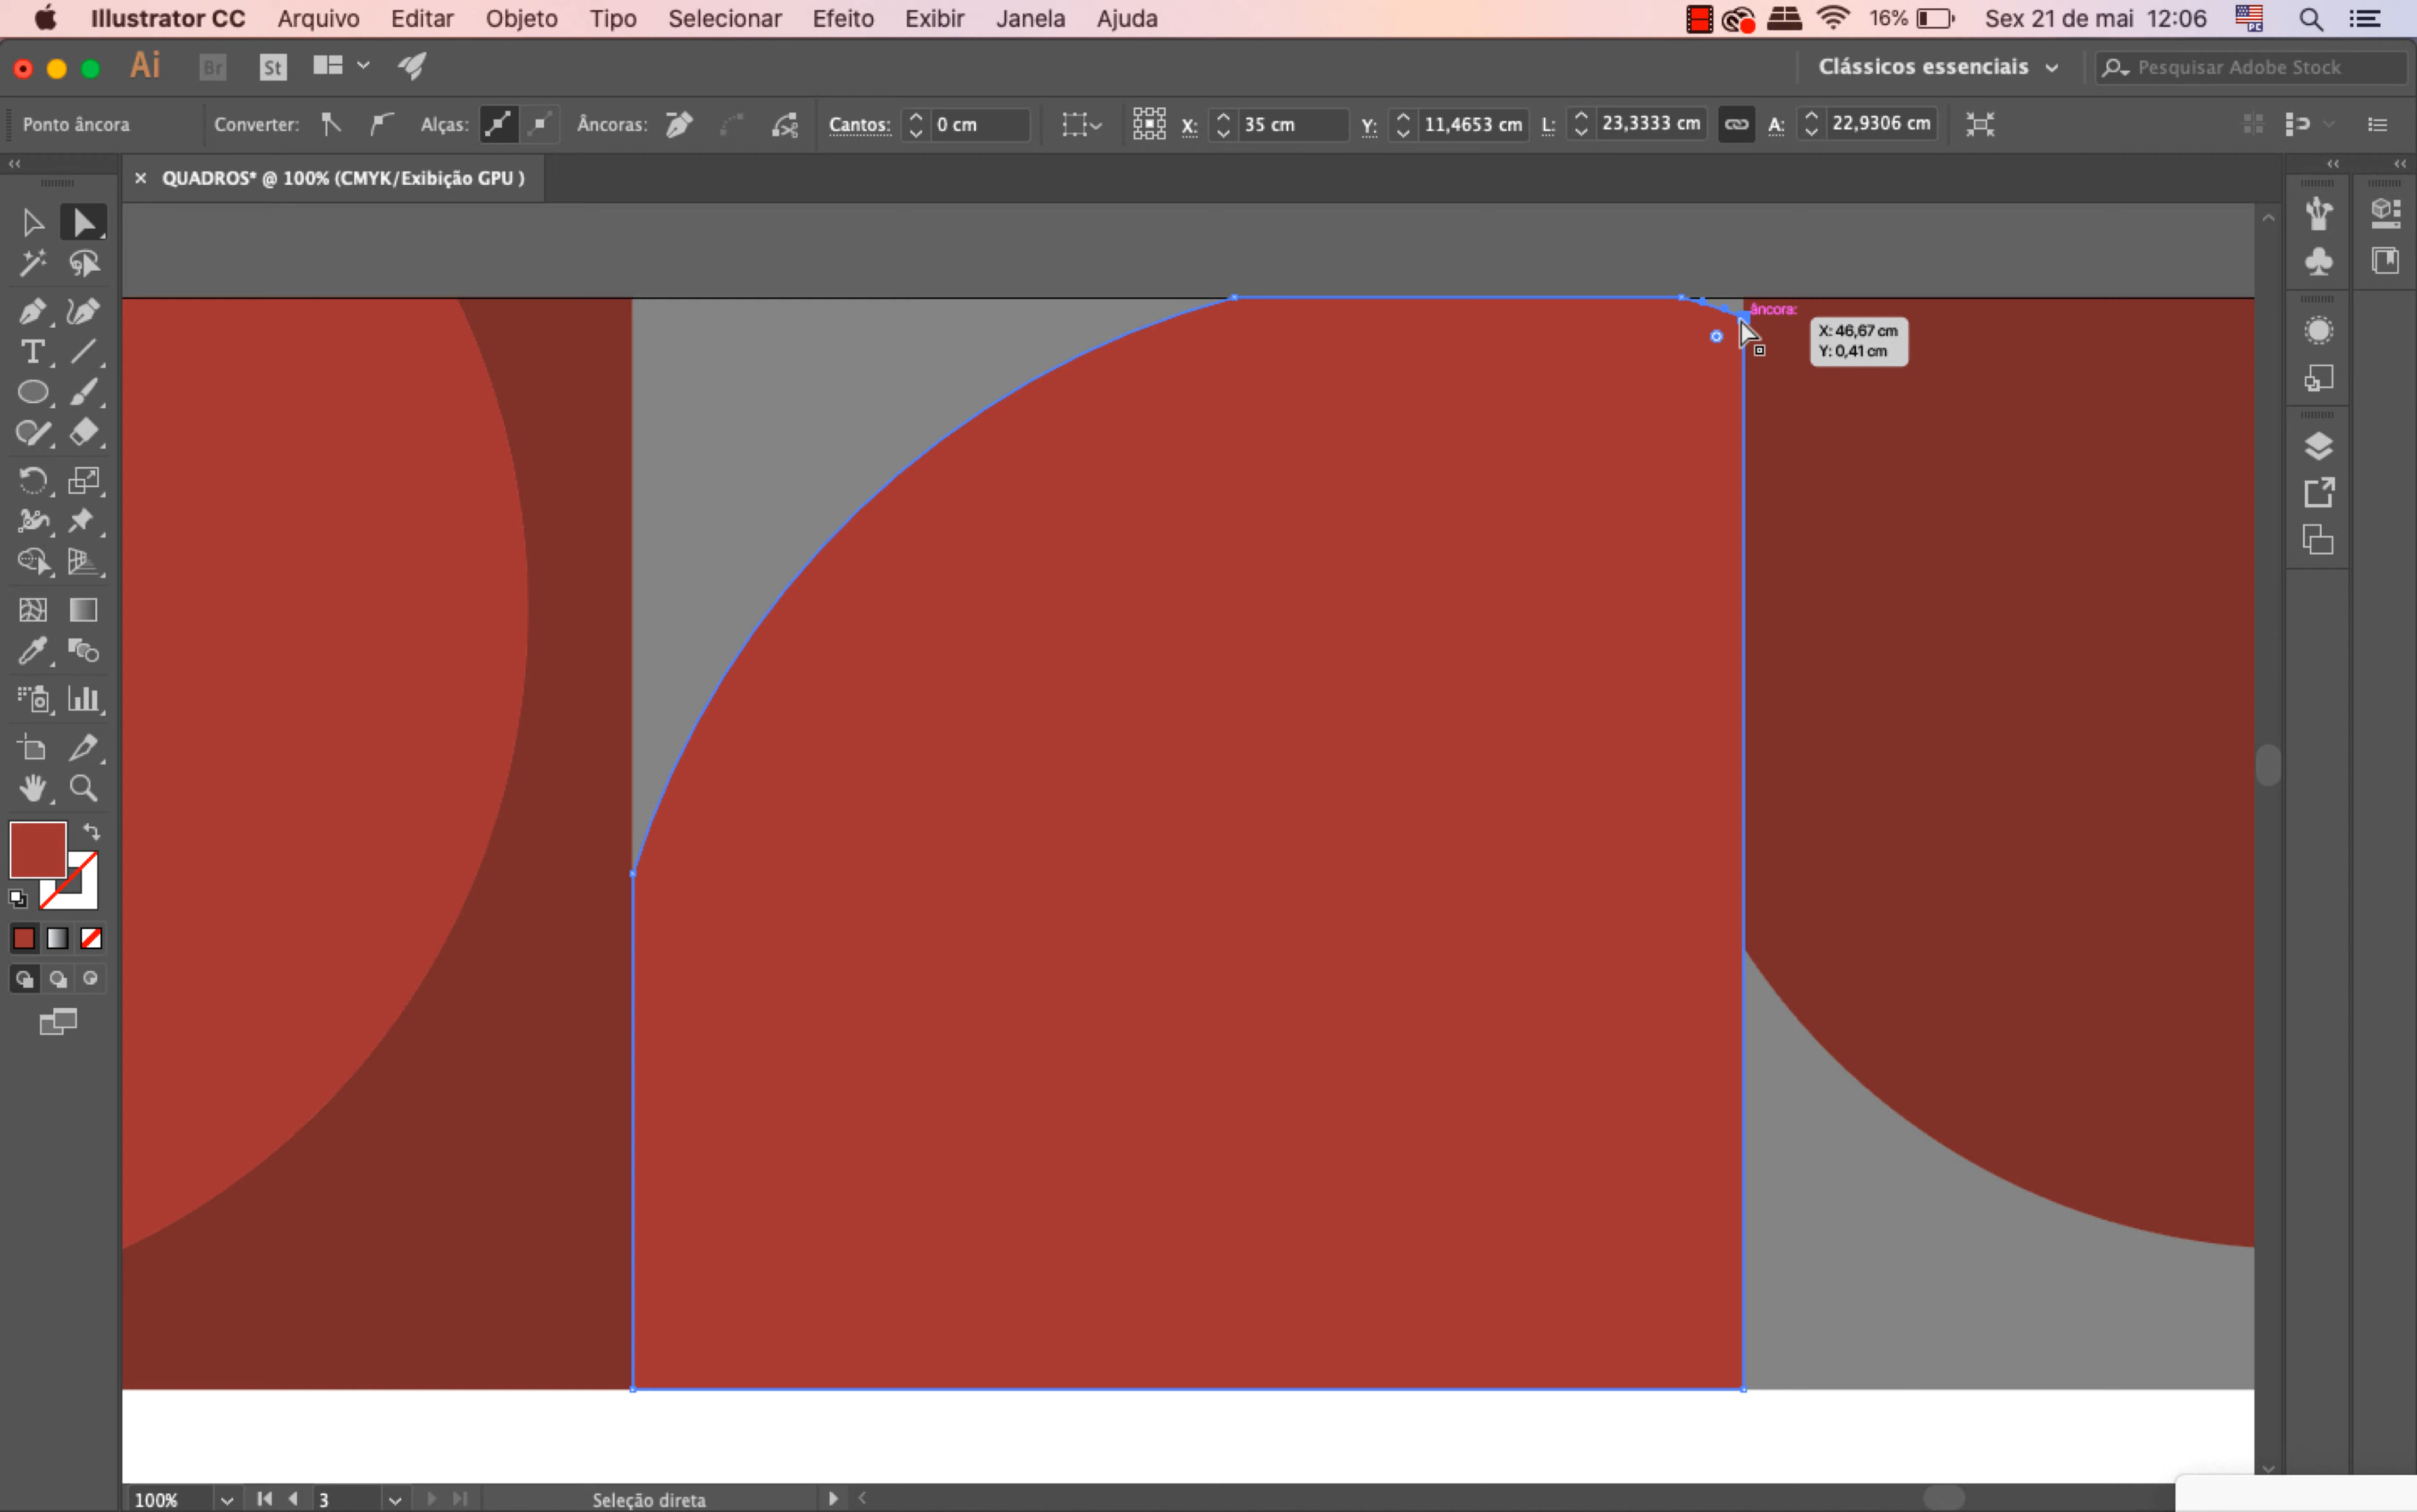 Illustrator CC Arquivo Editar Objeto Tipo Selecionar Efeito Exibir Janela Ajuda 16% Sex 21 de mai 12:06
Ai Br St Clássicos essenciais Pesquisar Adobe Stock
Ponto âncora Converter: Alças: Âncoras: Cantos: 0 cm X: 35 cm Y: 11,4653 cm L: 23,3333 cm A: 22,9306 cm
× QUADROS* @ 100% (CMYK/Exibição GPU )
âncora:
X: 46,67 cm
Y: 0,41 cm
100% 3 Seleção direta